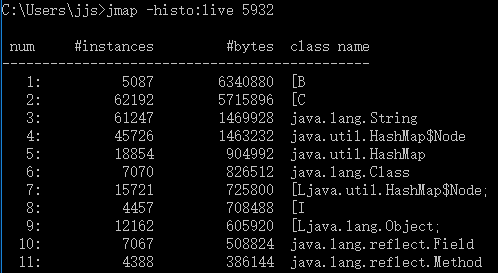 C:\Users\jjs>jmap -histo:live 5932
num     #instances         #bytes  class name
----------------------------------------------
1:          5087        6340880  [B
2:         62192        5715896  [C
3:         61247        1469928  java.lang.String
4:         45726        1463232  java.util.HashMap$Node
5:         18854         904992  java.util.HashMap
6:          7070         826512  java.lang.Class
7:         15721         725800  [Ljava.util.HashMap$Node;
8:          4457         708488  [I
9:         12162         605920  [Ljava.lang.Object;
10:          7067         508824  java.lang.reflect.Field
11:          4388         386144  java.lang.reflect.Method